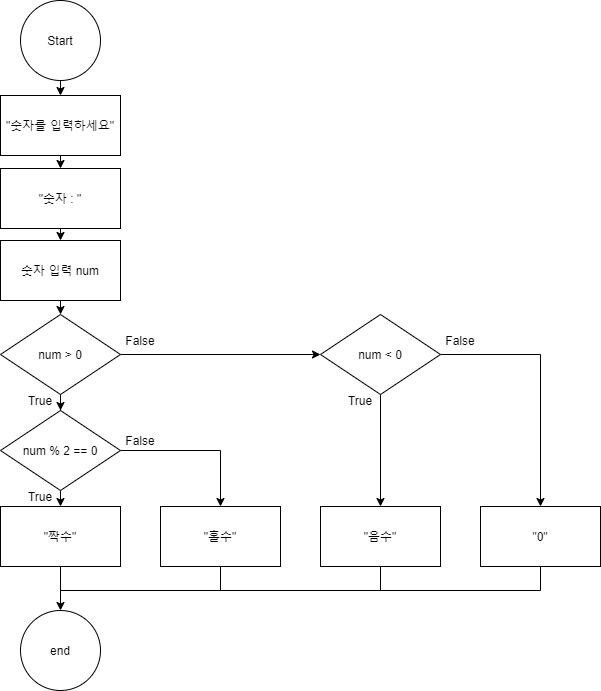 Start
"숫자를 입력하세요"
"숫자 : "
숫자 입력 num
num > 0
False
num < 0
False
True
True
num % 2 == 0
False
True
"짝수"
"홀수"
"음수"
"0"
end